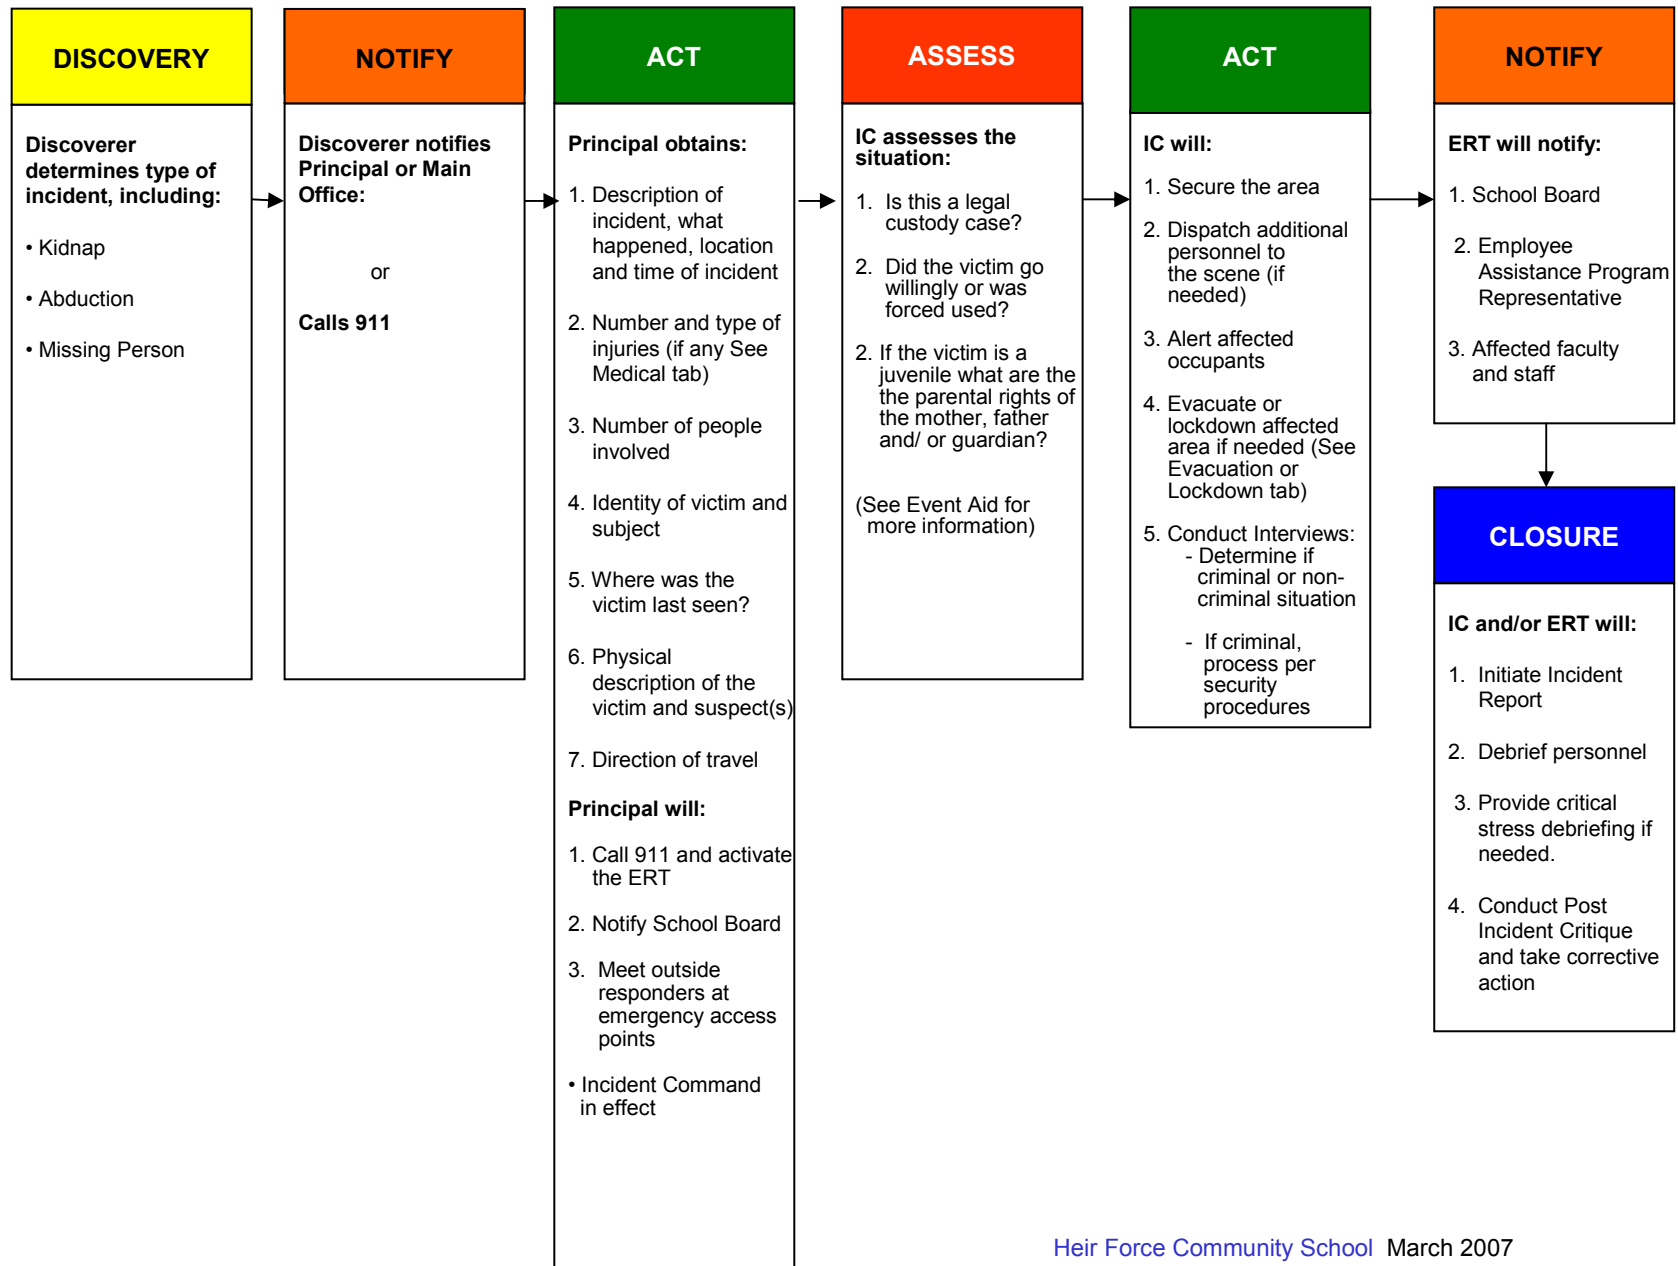 DISCOVERY
Discoverer
determines type of
incident, including:
• Kidnap
• Abduction
• Missing Person
NOTIFY
Discoverer notifies
Principal or Main
Office:
or
Calls 911
ACT
Principal obtains:
1. Description of
incident, what
happened, location
and time of incident
2. Number and type of
injuries (if any See
Medical tab)
3. Number of people
involved
4. Identity of victim and
subject
5. Where was the
victim last seen?
6. Physical
description of the
victim and suspect(s)
7. Direction of travel
Principal will:
1. Call 911 and activate
the ERT
2. Notify School Board
3. Meet outside
responders at
emergency access
points
• Incident Command
in effect
ASSESS
IC assesses the
situation:
1. Is this a legal
custody case?
2. Did the victim go
willingly or was
forced used?
2. If the victim is a
juvenile what are the
the parental rights of
the mother, father
and/ or guardian?
(See Event Aid for
more information)
ACT
IC will:
1. Secure the area
2. Dispatch additional
personnel to
the scene (if
needed)
3. Alert affected
occupants
4. Evacuate or
lockdown affected
area if needed (See
Evacuation or
Lockdown tab)
5. Conduct Interviews:
- Determine if
criminal or non-
criminal situation
- If criminal,
process per
security
procedures
NOTIFY
ERT will notify:
1. School Board
2. Employee
Assistance Program
Representative
3. Affected faculty
and staff
CLOSURE
IC and/or ERT will:
1. Initiate Incident
Report
2. Debrief personnel
3. Provide critical
stress debriefing if
needed.
4. Conduct Post
Incident Critique
and take corrective
action
Heir Force Community School March 2007